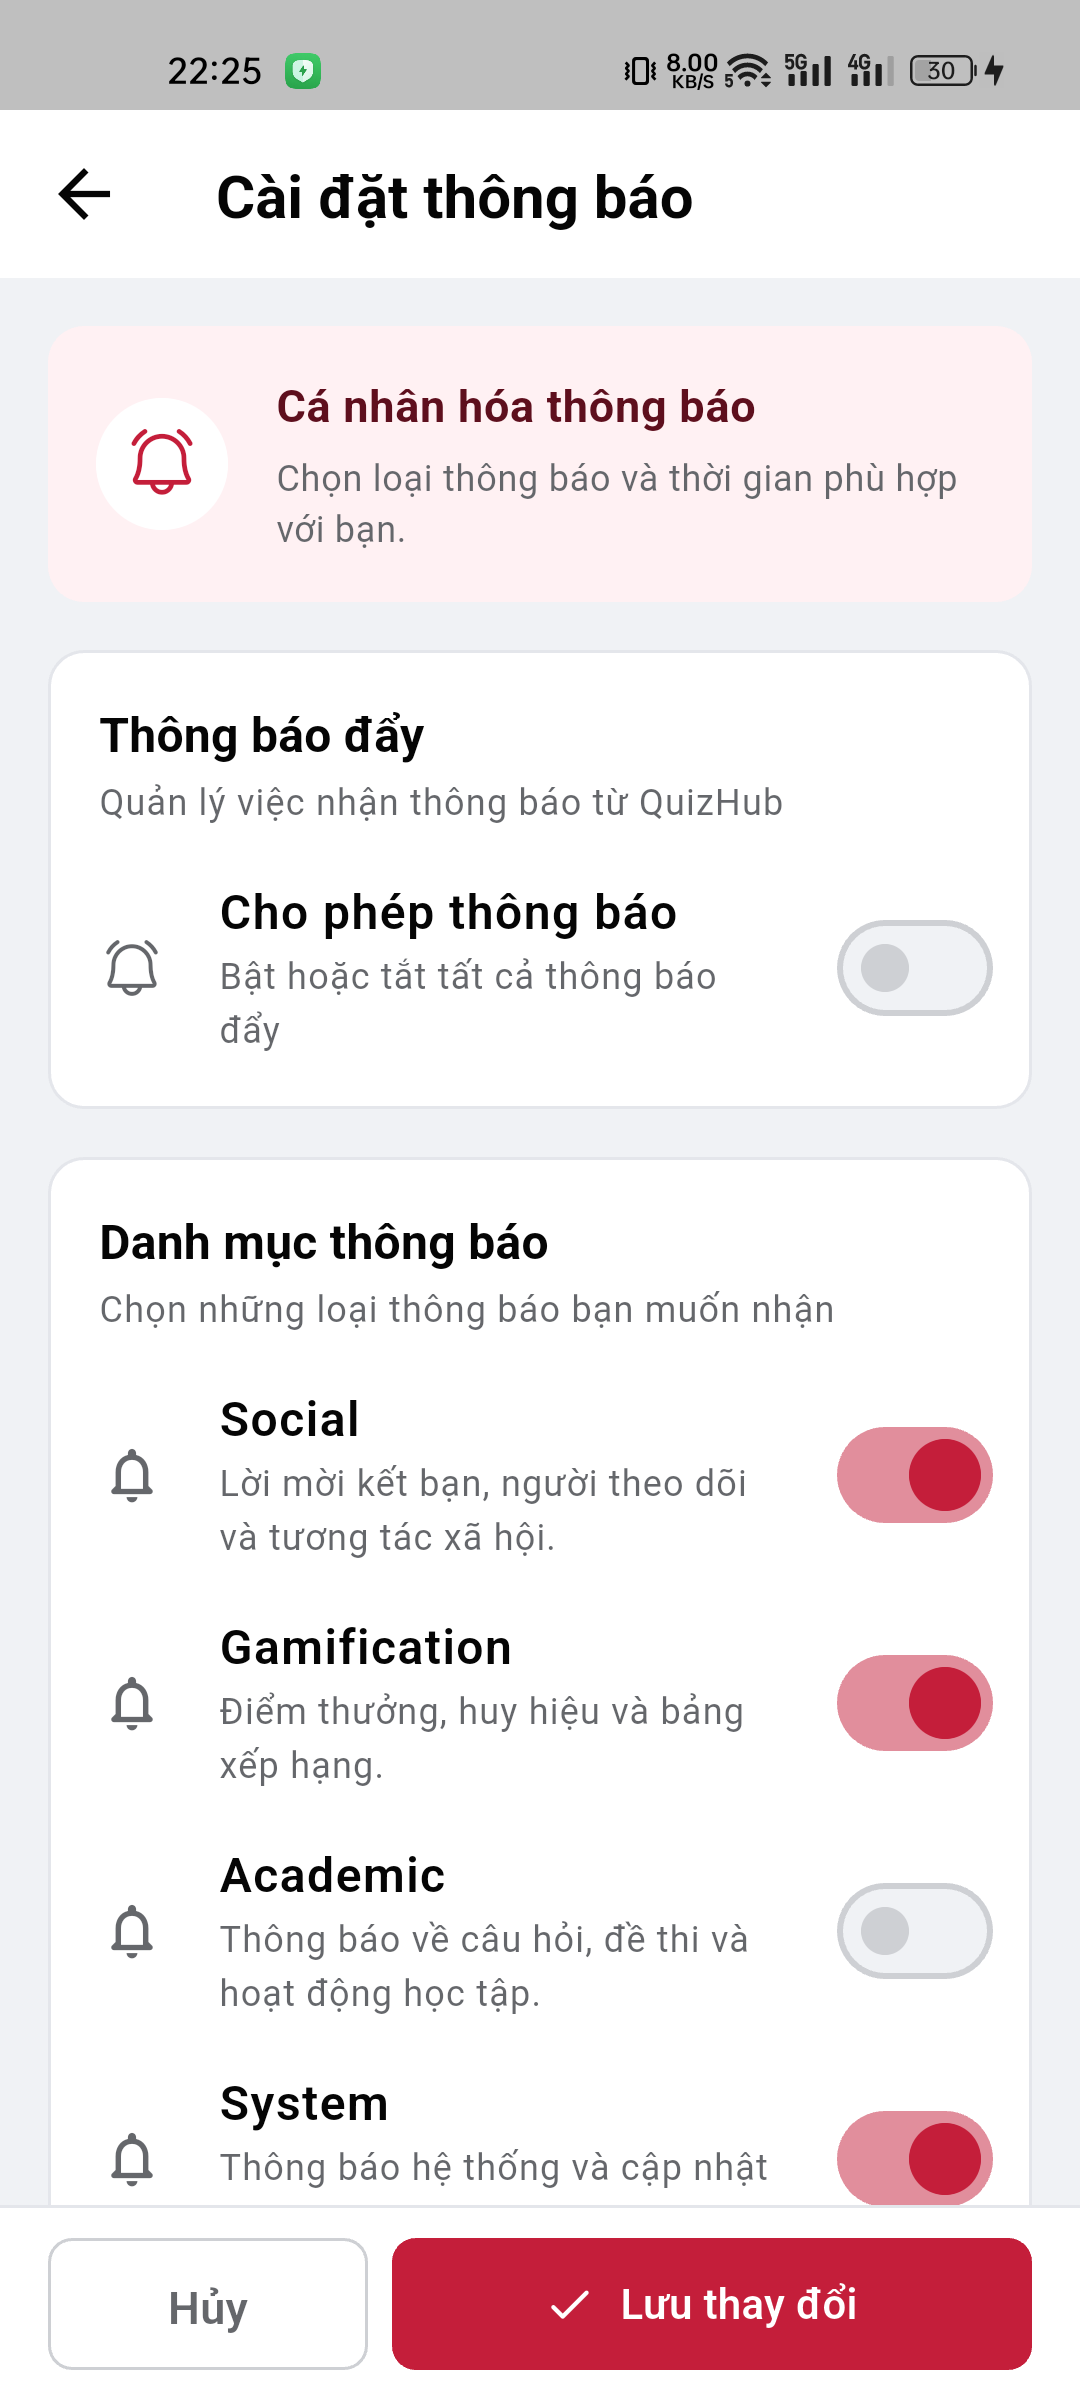 22:25
8.00
KB/S
5
5G
4G
30
Cài đặt thông báo
Cá nhân hóa thông báo
Chọn loại thông báo và thời gian phù hợp
với bạn.
Thông báo đẩy
Quản lý việc nhận thông báo từ QuizHub
Cho phép thông báo
Bật hoặc tắt tất cả thông báo
đẩy
Danh mục thông báo
Chọn những loại thông báo bạn muốn nhận
Social
Lời mời kết bạn, người theo dõi
và tương tác xã hội.
Gamification
Điểm thưởng, huy hiệu và bảng
xếp hạng.
Academic
Thông báo về câu hỏi, đề thi và
hoạt động học tập.
System
Thông báo hệ thống và cập nhật
Hủy
Lưu thay đổi